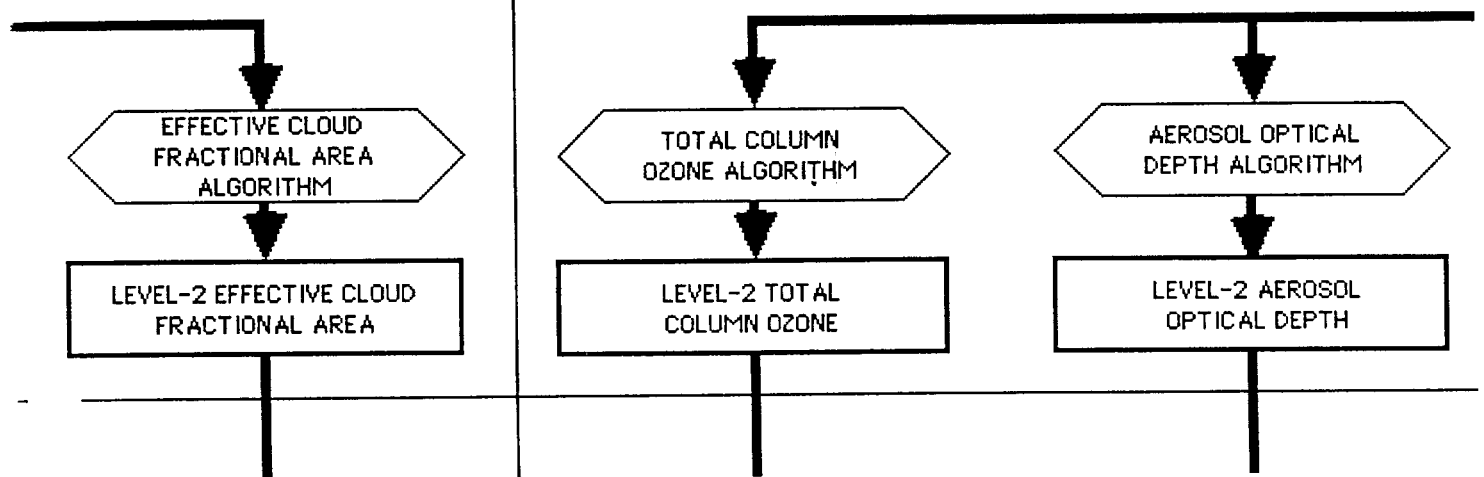 EFFECTIVE CLOUD
FRACTIONAL AREA
ALGORITHM
TOTAL COLUMN
OZONE ALGORITHM
AEROSOL OPTICAL
DEPTH ALGORITHM
LEVEL-2 EFFECTIVE CLOUD
FRACTIONAL AREA
LEVEL-2 TOTAL
COLUMN OZONE
LEVEL-2 AEROSOL
OPTICAL DEPTH